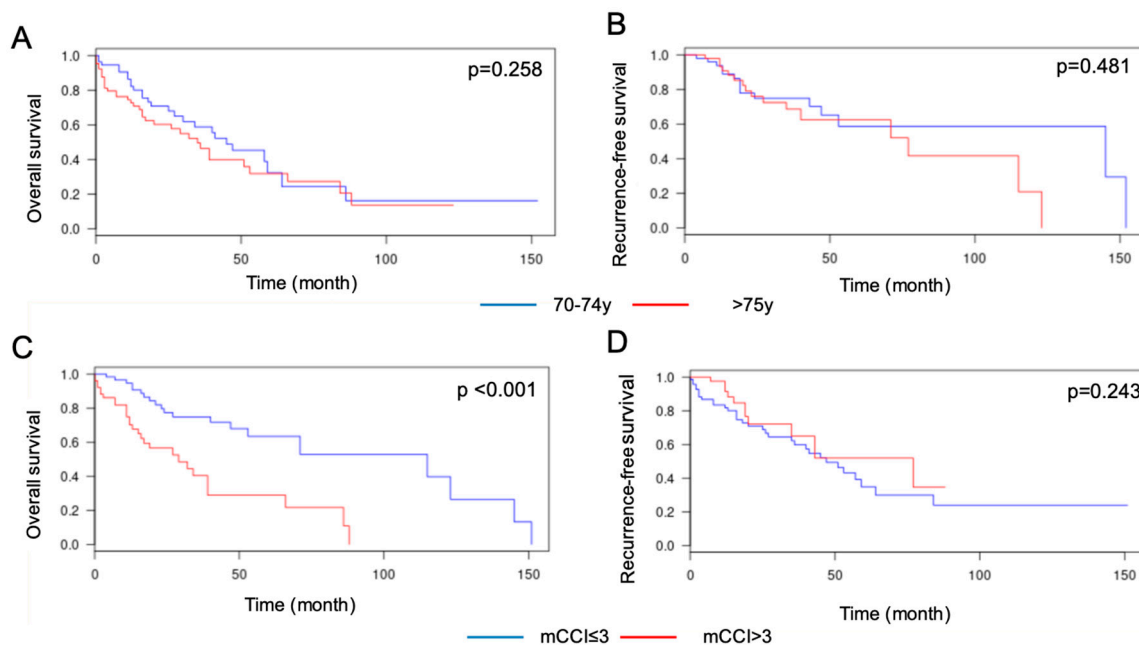 A
Overall survival
1.0
0.8
0.6
0.4
0.2
0.0
p=0.258
0 50 100 150
Time (month)
B
Recurrence-free survival
1.0
0.8
0.6
0.4
0.2
0.0
p=0.481
0 50 100 150
Time (month)
70-74y >75y
C
Overall survival
1.0
0.8
0.6
0.4
0.2
0.0
p <0.001
0 50 100 150
Time (month)
D
Recurrence-free survival
1.0
0.8
0.6
0.4
0.2
0.0
p=0.243
0 50 100 150
Time (month)
mCCI≤3 mCCI>3